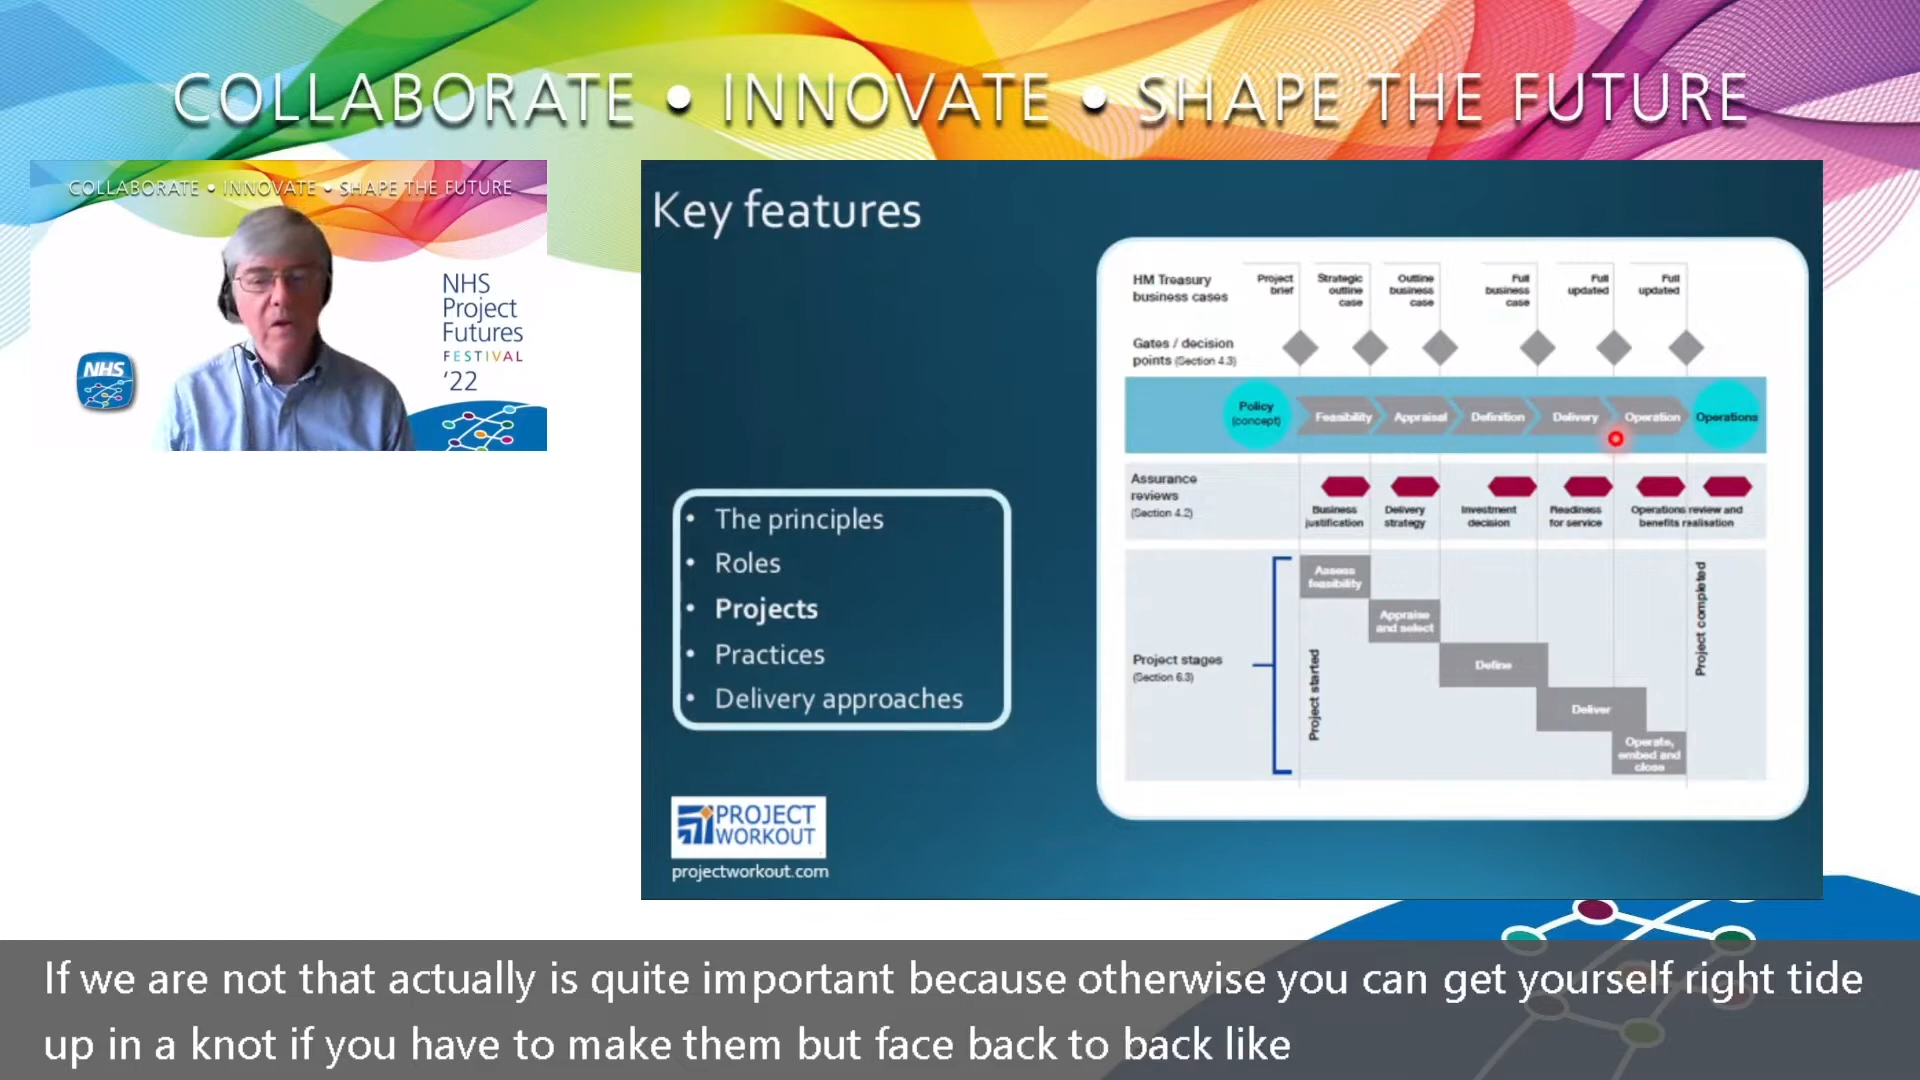 COLLABORATE • INNOVATE • SHAPE THE FUTURE
COLLABORATE • INNOVATE • SHAPE THE FUTURE
NHS
Project
Futures
FESTIVAL
'22
NHS
Key features
• The principles
• Roles
• Projects
• Practices
• Delivery approaches
PROJECT
WORKOUT
projectworkout.com
HM Treasury
business cases
Project
brief
Strategic
outline
case
Outline
business
case
Full
business
case
Full
updated
Full
updated
Gates / decision
points (Section 4.3)
Policy
(concept)
Feasibility
Appraisal
Definition
Delivery
Operation
Operations
Assurance
reviews
(Section 4.2)
Business
justification
Delivery
strategy
Investment
decision
Readiness
for service
Operations review and
benefits realisation
Project stages
(Section 6.3)
Project started
Assess
feasibility
Appraise
and select
Define
Deliver
Operate,
embed and
close
Project completed
If we are not that actually is quite important because otherwise you can get yourself right tide
up in a knot if you have to make them but face back to back like